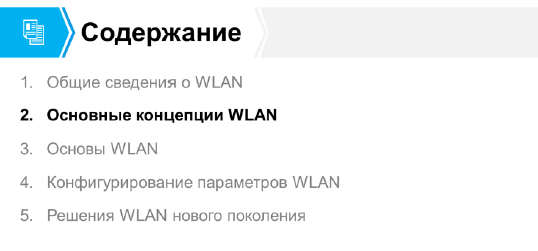 Содержание
1. Общие сведения о WLAN
2. Основные концепции WLAN
3. Основы WLAN
4. Конфигурирование параметров WLAN
5. Решения WLAN нового поколения